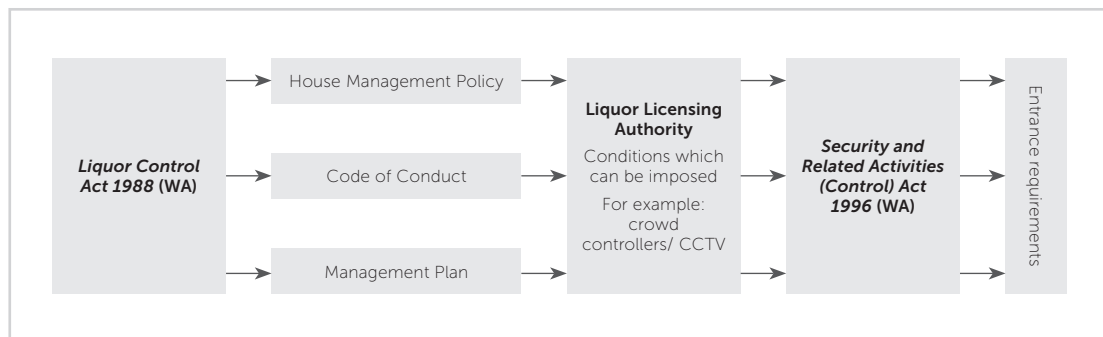 Liquor Control
Act 1988 (WA)
House Management Policy
Code of Conduct
Management Plan
Liquor Licensing
Authority
Conditions which
can be imposed
For example:
crowd
controllers/ CCTV
Security and
Related Activities
(Control) Act
1996 (WA)
Entrance requirements